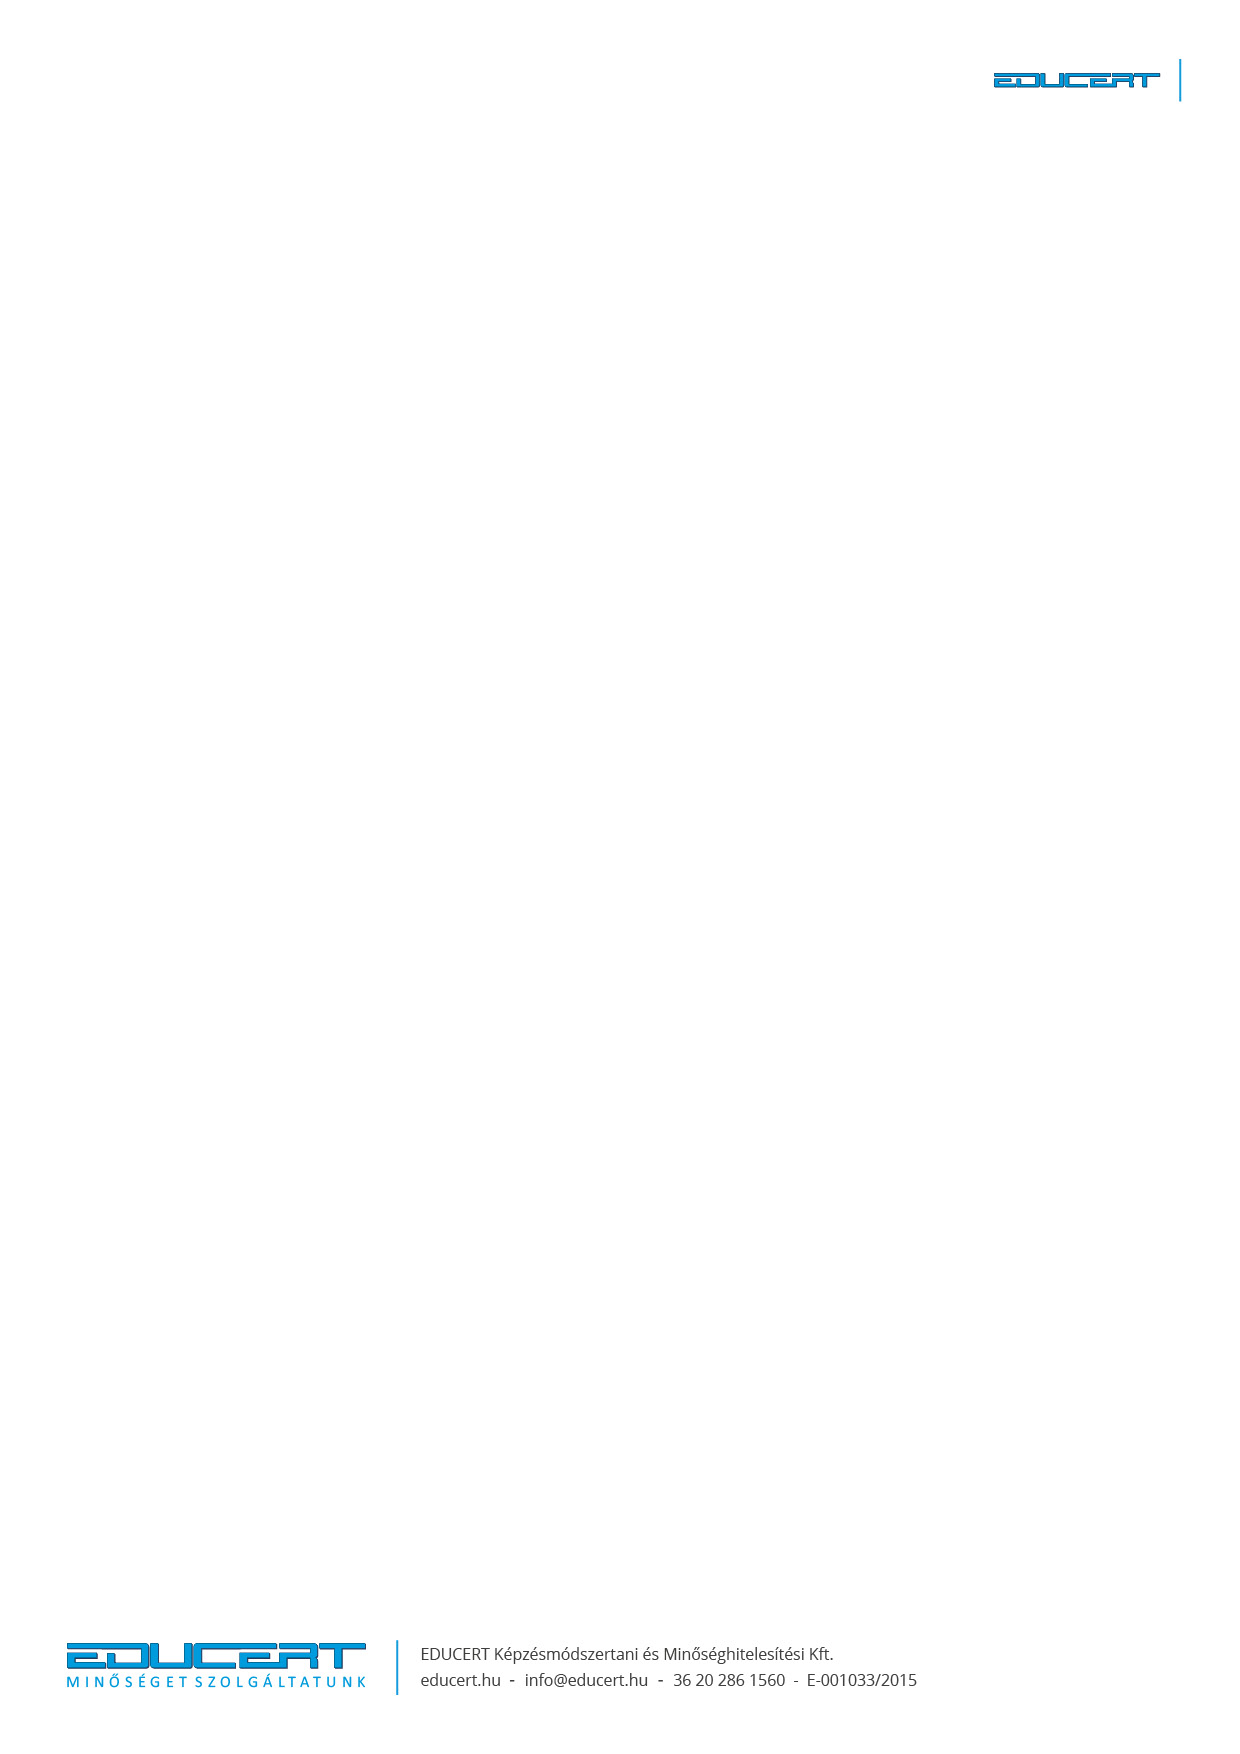 EDUCERT
EDUCERT
MINŐSÉGET SZOLGÁLTATUNK
EDUCERT Képzésmódszertani és Minőséghitelesítési Kft.
educert.hu - info@educert.hu - 36 20 286 1560 - E-001033/2015